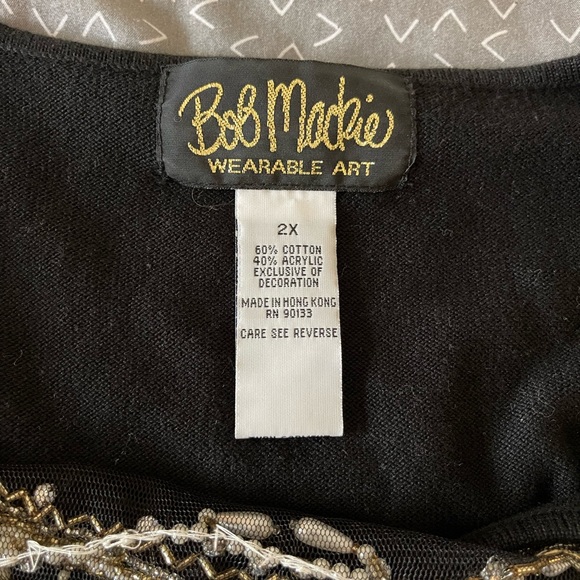 Bob Mackie
WEARABLE ART
2X
60% COTTON
40% ACRYLIC
EXCLUSIVE OF
DECORATION
MADE IN HONG KONG
RN 90133
CARE SEE REVERSE